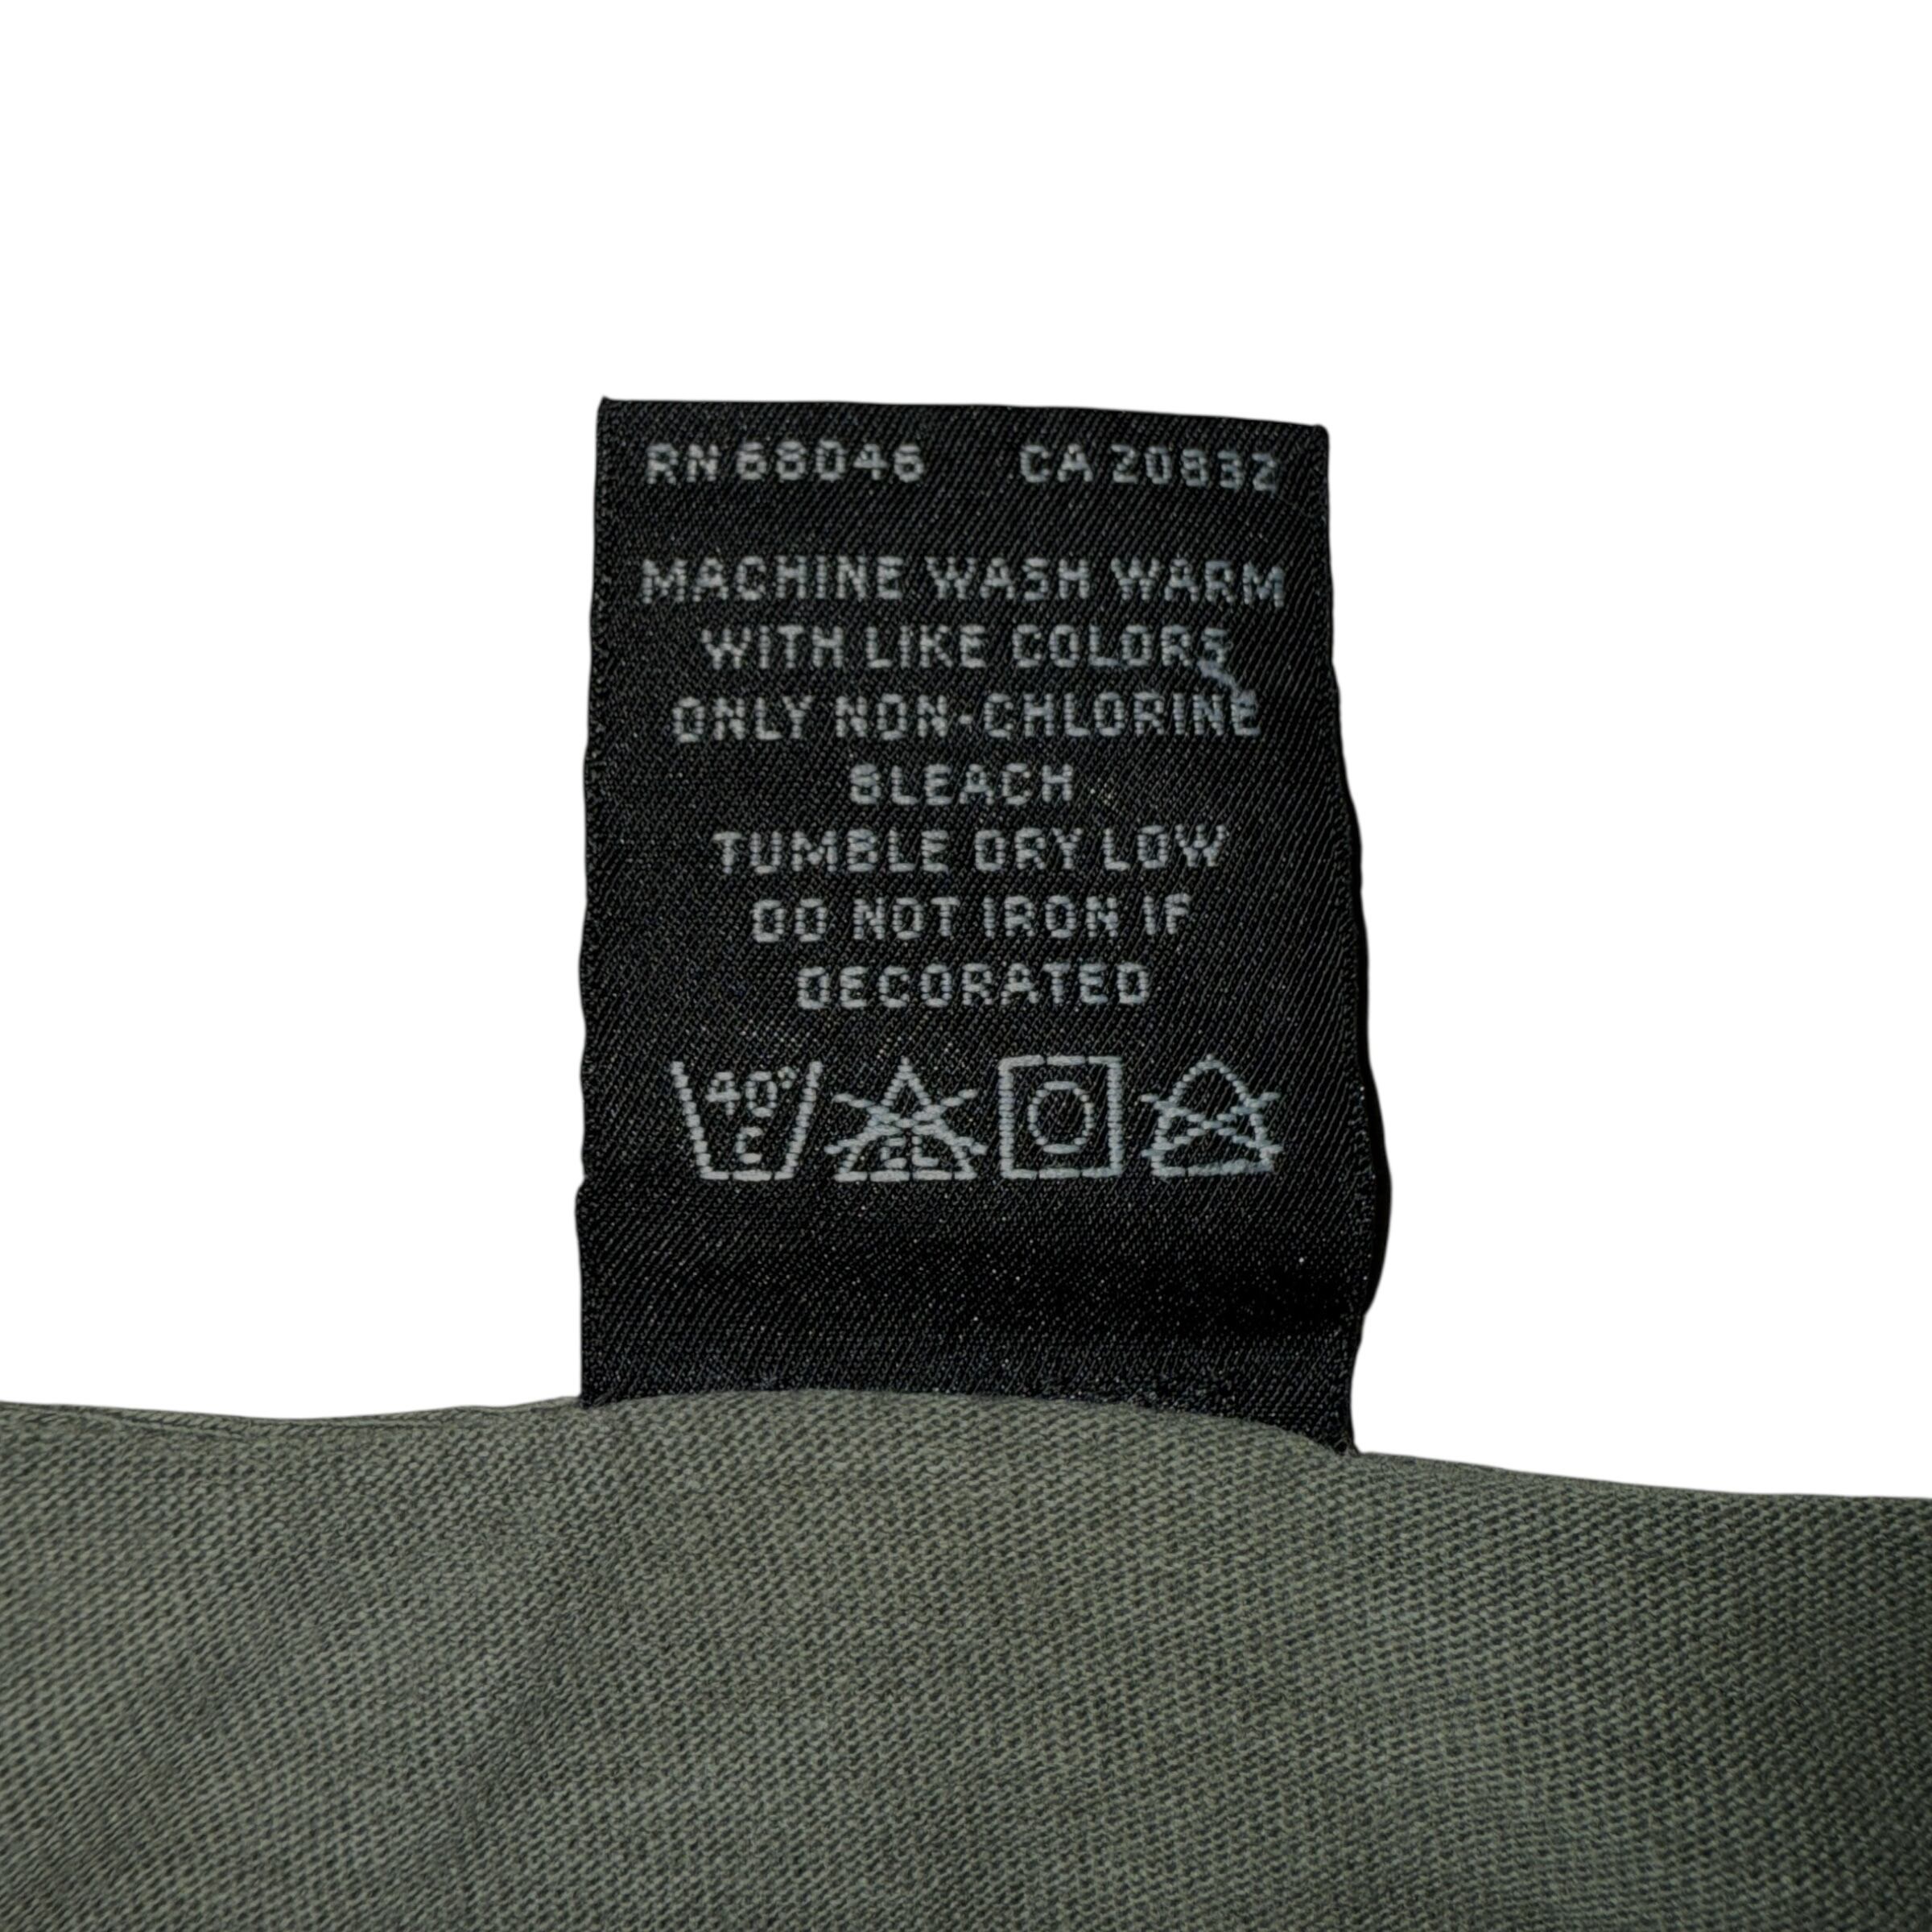 RN 68046 CA 20832
MACHINE WASH WARM
WITH LIKE COLORS
ONLY NON-CHLORINE
BLEACH
TUMBLE DRY LOW
DO NOT IRON IF
DECORATED
40°
C
CL